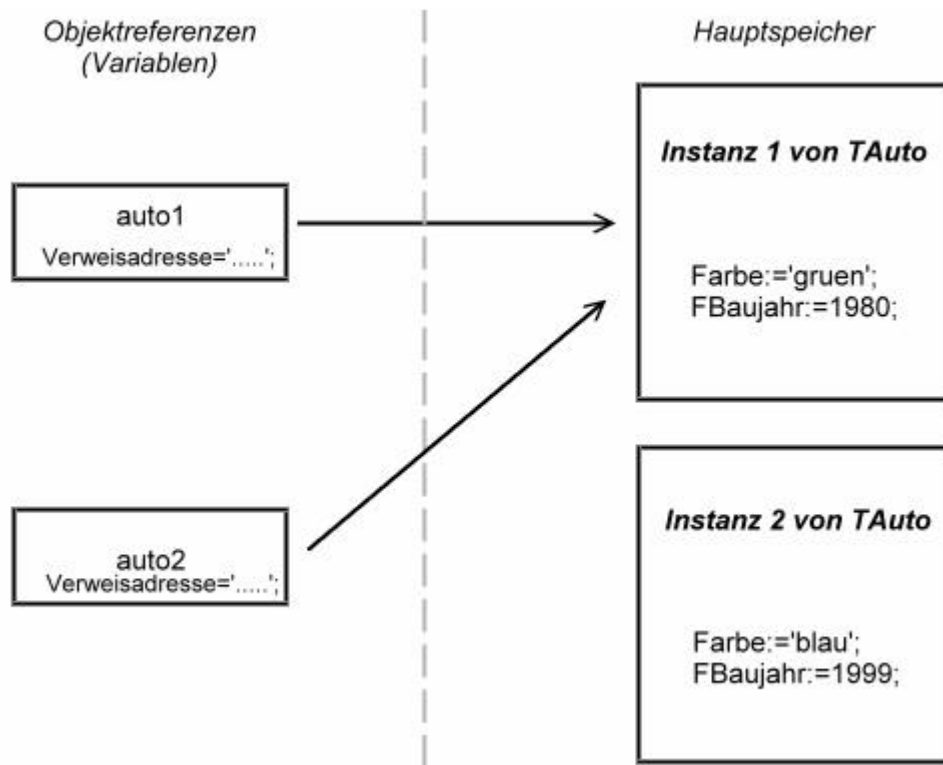 Objektreferenzen
(Variablen)
Hauptspeicher
auto1
Verweisadresse='.....';
auto2
Verweisadresse='.....';
Instanz 1 von TAuto
Farbe:='gruen';
FBaujahr:=1980;
Instanz 2 von TAuto
Farbe:='blau';
FBaujahr:=1999;